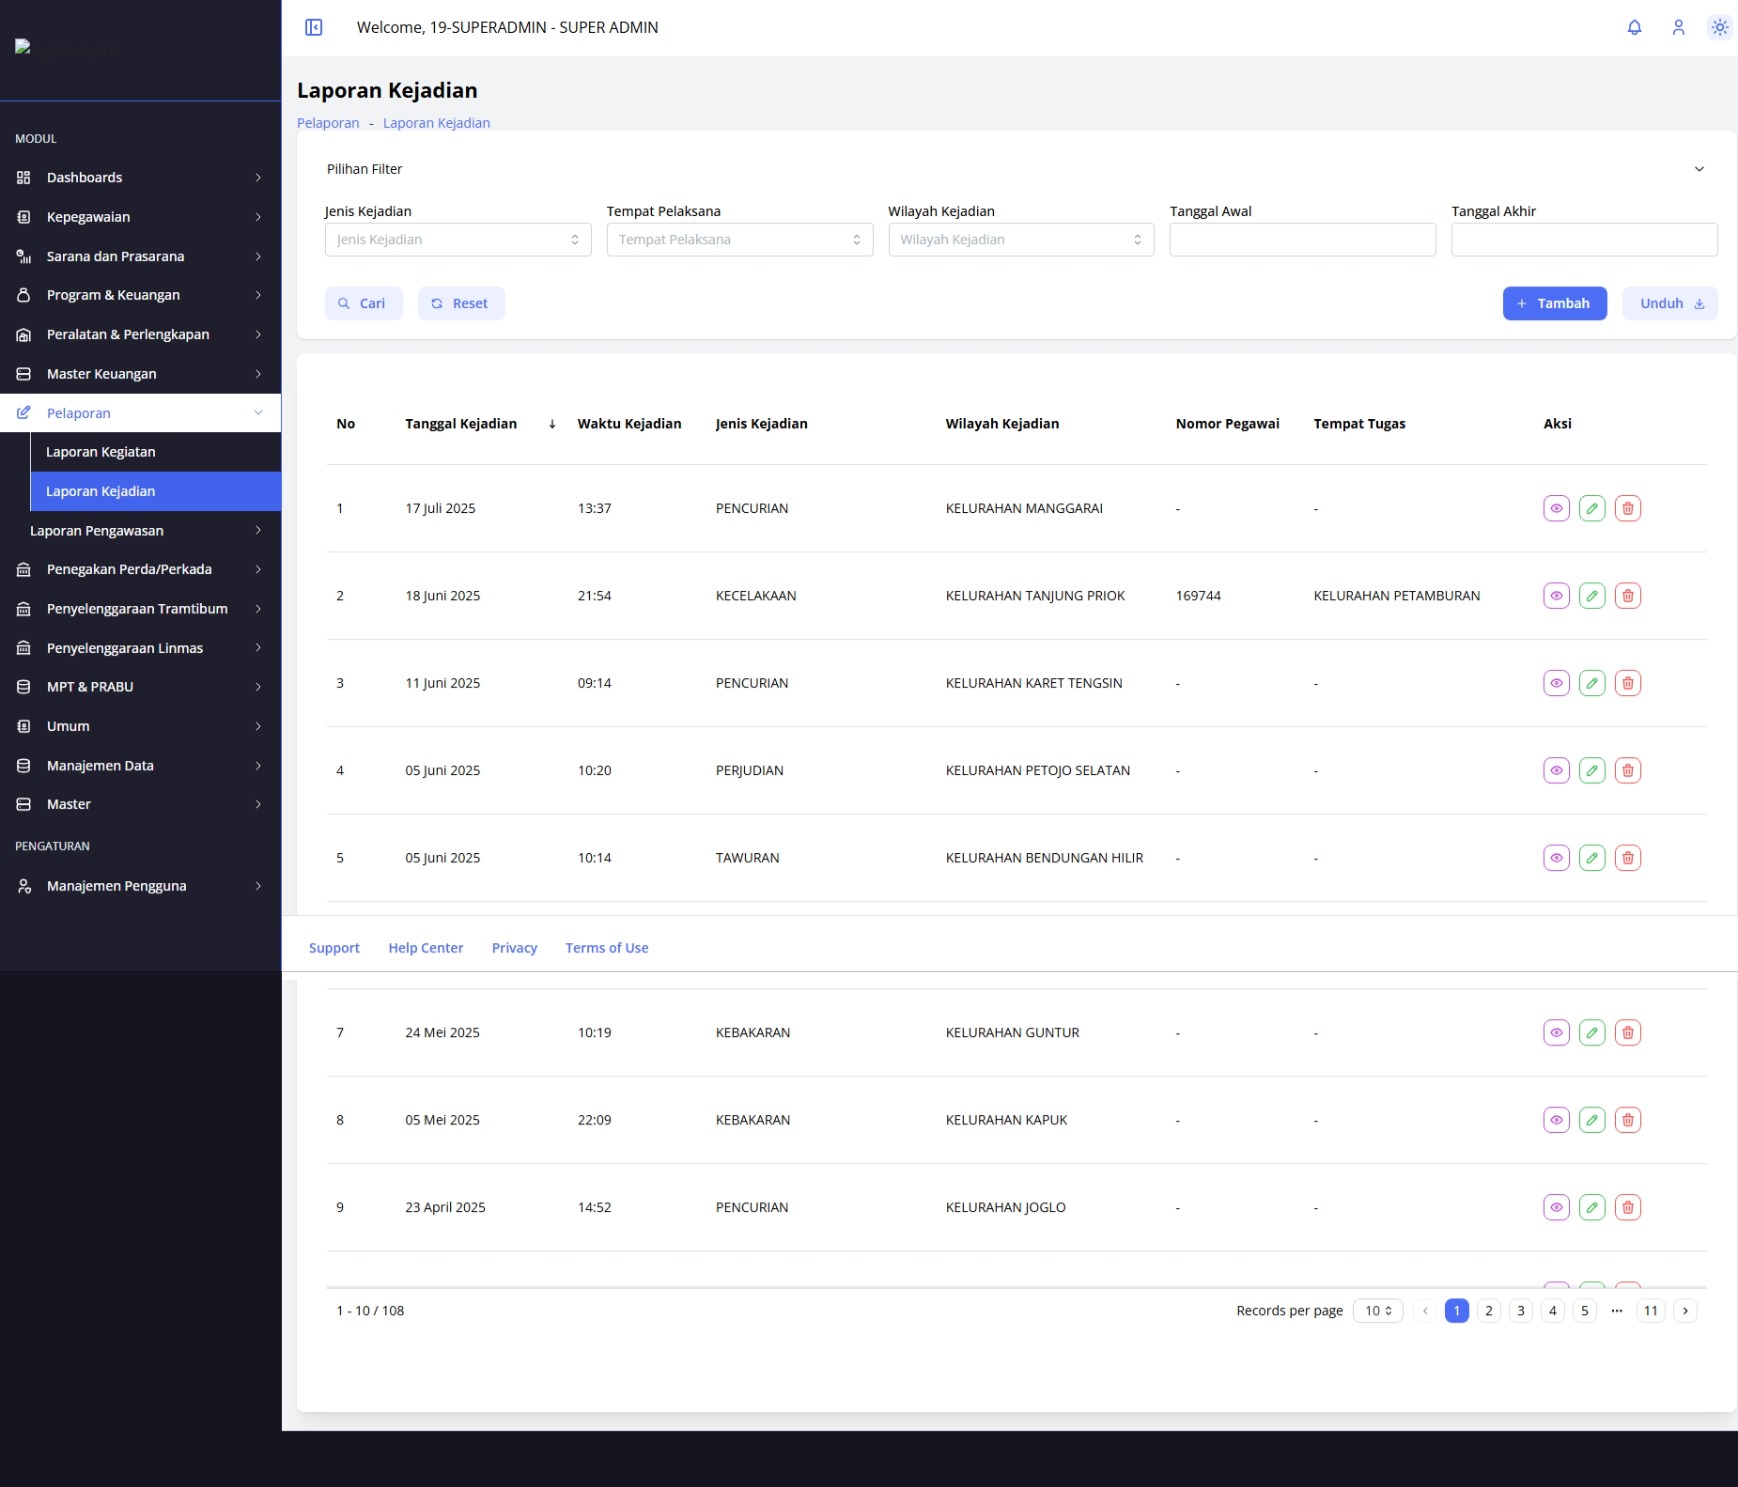 Welcome, 19-SUPERADMIN - SUPER ADMIN
MODUL
Dashboards
Kepegawaian
Sarana dan Prasarana
Program & Keuangan
Peralatan & Perlengkapan
Master Keuangan
Pelaporan
Laporan Kegiatan
Laporan Kejadian
Laporan Pengawasan
Penegakan Perda/Perkada
Penyelenggaraan Tramtibum
Penyelenggaraan Linmas
MPT & PRABU
Umum
Manajemen Data
Master
PENGATURAN
Manajemen Pengguna
Laporan Kejadian
Pelaporan - Laporan Kejadian
Pilihan Filter
Jenis Kejadian Tempat Pelaksana Wilayah Kejadian Tanggal Awal Tanggal Akhir
Jenis Kejadian Tempat Pelaksana Wilayah Kejadian
Cari Reset + Tambah Unduh
No Tanggal Kejadian ↓ Waktu Kejadian Jenis Kejadian Wilayah Kejadian Nomor Pegawai Tempat Tugas Aksi
1 17 Juli 2025 13:37 PENCURIAN KELURAHAN MANGGARAI - -
2 18 Juni 2025 21:54 KECELAKAAN KELURAHAN TANJUNG PRIOK 169744 KELURAHAN PETAMBURAN
3 11 Juni 2025 09:14 PENCURIAN KELURAHAN KARET TENGSIN - -
4 05 Juni 2025 10:20 PERJUDIAN KELURAHAN PETOJO SELATAN - -
5 05 Juni 2025 10:14 TAWURAN KELURAHAN BENDUNGAN HILIR - -
Support Help Center Privacy Terms of Use
7 24 Mei 2025 10:19 KEBAKARAN KELURAHAN GUNTUR - -
8 05 Mei 2025 22:09 KEBAKARAN KELURAHAN KAPUK - -
9 23 April 2025 14:52 PENCURIAN KELURAHAN JOGLO - -
1 - 10 / 108 Records per page 10 1 2 3 4 5 ··· 11